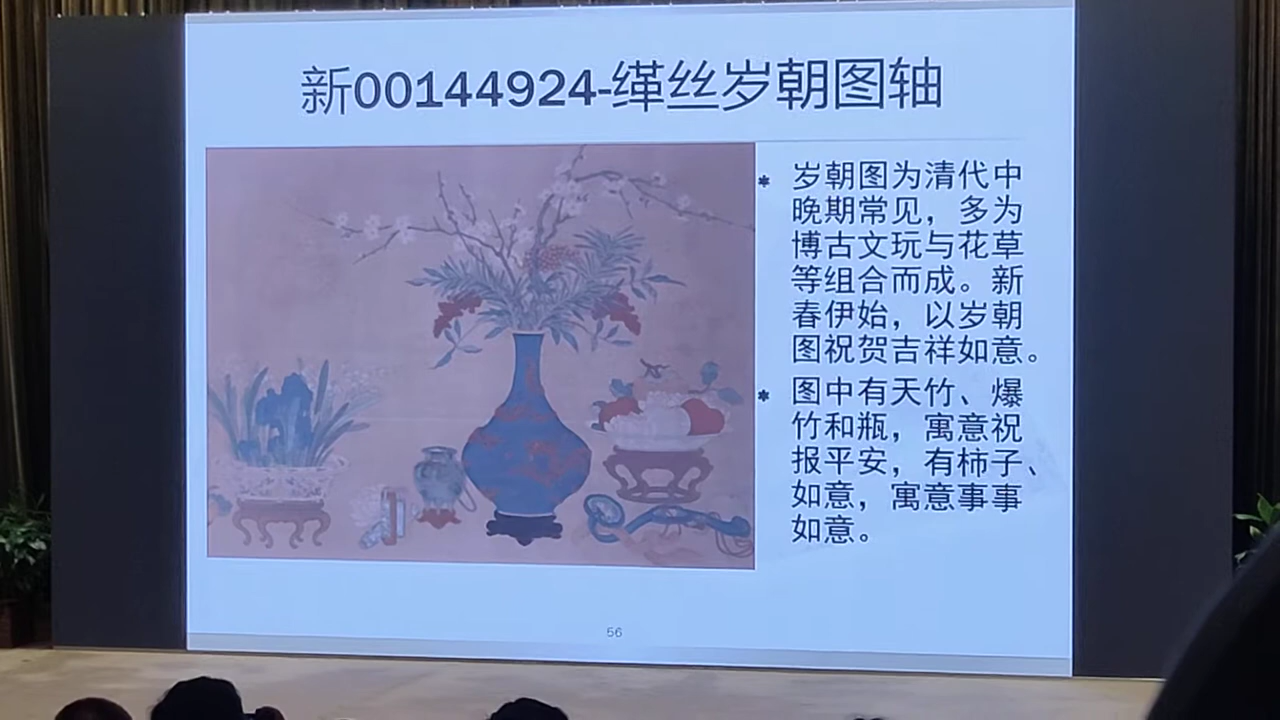 新00144924-缂丝岁朝图轴
* 岁朝图为清代中
晚期常见，多为
博古文玩与花草
等组合而成。新
春伊始，以岁朝
图祝贺吉祥如意。
* 图中有天竹、爆
竹和瓶，寓意祝
报平安，有柿子、
如意，寓意事事
如意。
56